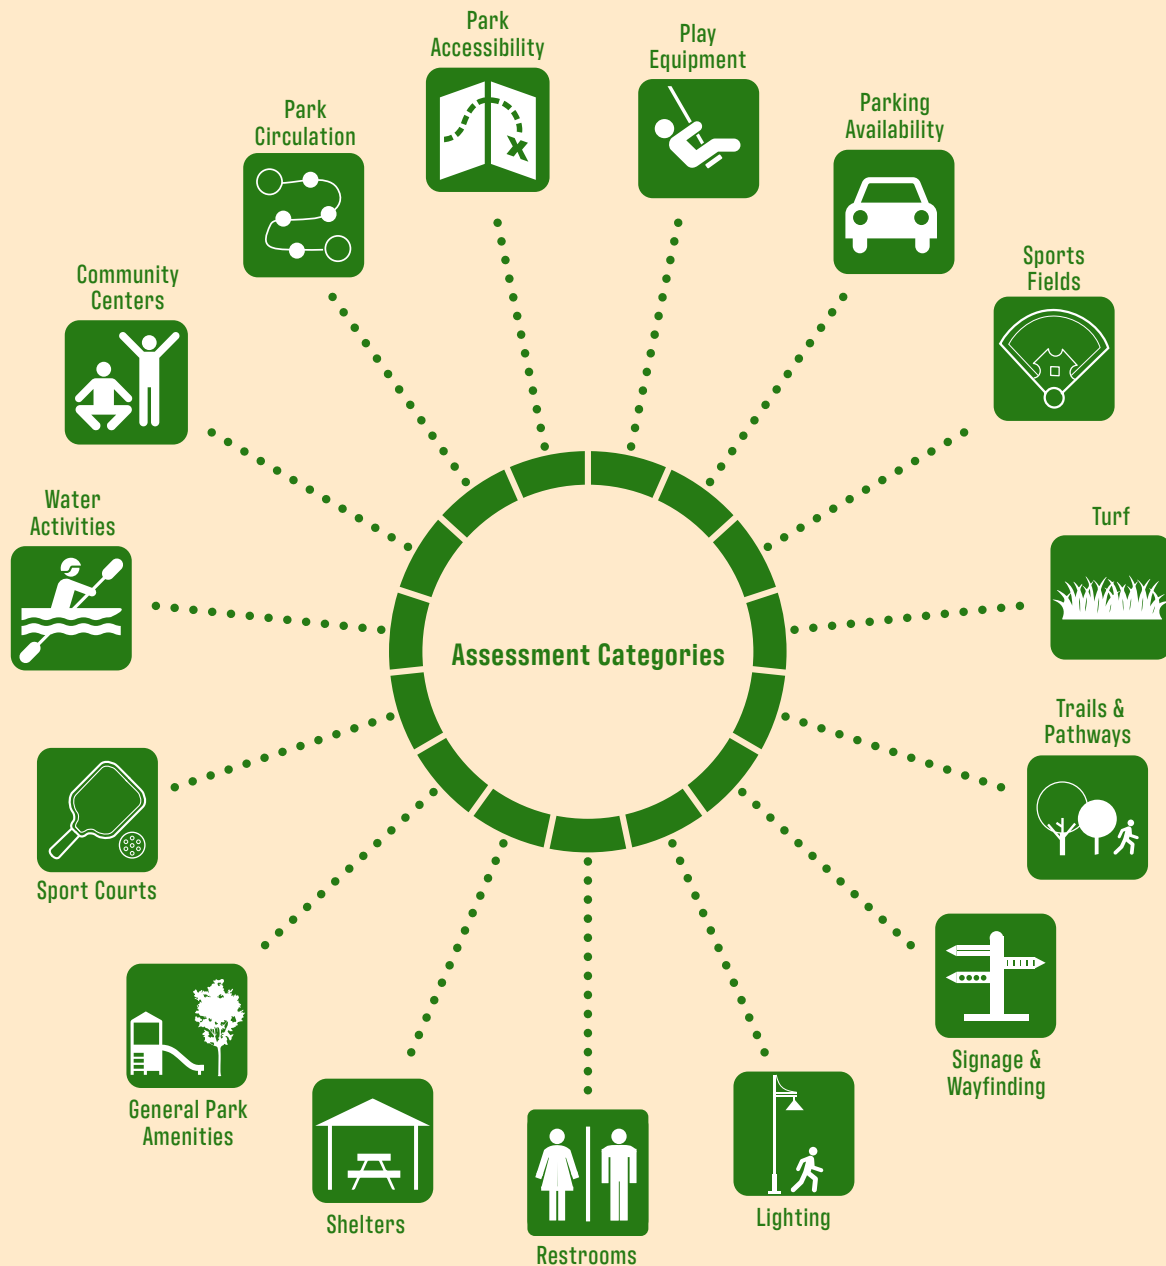 Park
Accessibility
Play
Equipment
Parking
Availability
Park
Circulation
Sports
Fields
Community
Centers
Water
Activities
Turf
Assessment Categories
Trails &
Pathways
Sport Courts
Signage &
Wayfinding
General Park
Amenities
Shelters
Lighting
Restrooms